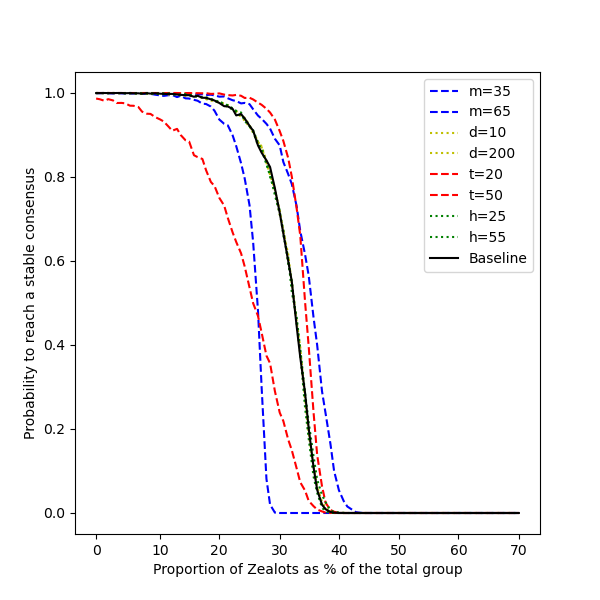 m=35
m=65
d=10
d=200
t=20
t=50
h=25
h=55
Baseline
Probability to reach a stable consensus
1.0
0.8
0.6
0.4
0.2
0.0
0 10 20 30 40 50 60 70
Proportion of Zealots as % of the total group